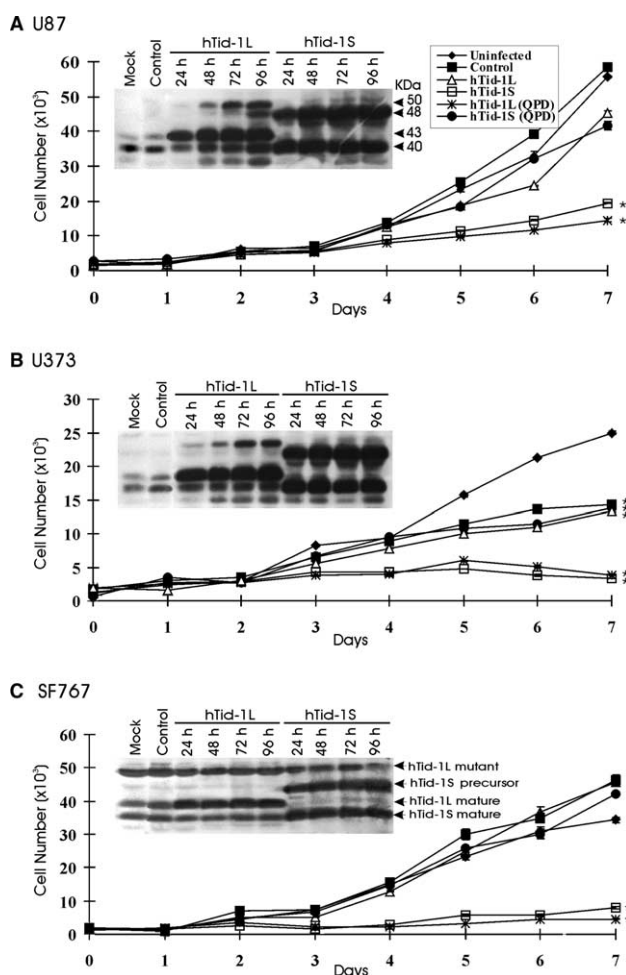 A U87
hTid-1L hTid-1S
Mock Control 24 h 48 h 72 h 96 h 24 h 48 h 72 h 96 h
KDa
50
48
43
40
Uninfected
Control
hTid-1L
hTid-1S
hTid-1L (QPD)
hTid-1S (QPD)
Cell Number (x10³)
60
50
40
30
20
10
0
*
*
0 1 2 3 4 5 6 7
Days
B U373
hTid-1L hTid-1S
Mock Control 24 h 48 h 72 h 96 h 24 h 48 h 72 h 96 h
Cell Number (x10³)
30
25
20
15
10
5
0
*
*
*
*
*
0 1 2 3 4 5 6 7
Days
C SF767
hTid-1L hTid-1S
Mock Control 24 h 48 h 72 h 96 h 24 h 48 h 72 h 96 h
hTid-1L mutant
hTid-1S precursor
hTid-1L mature
hTid-1S mature
Cell Number (x10³)
60
50
40
30
20
10
0
*
*
0 1 2 3 4 5 6 7
Days